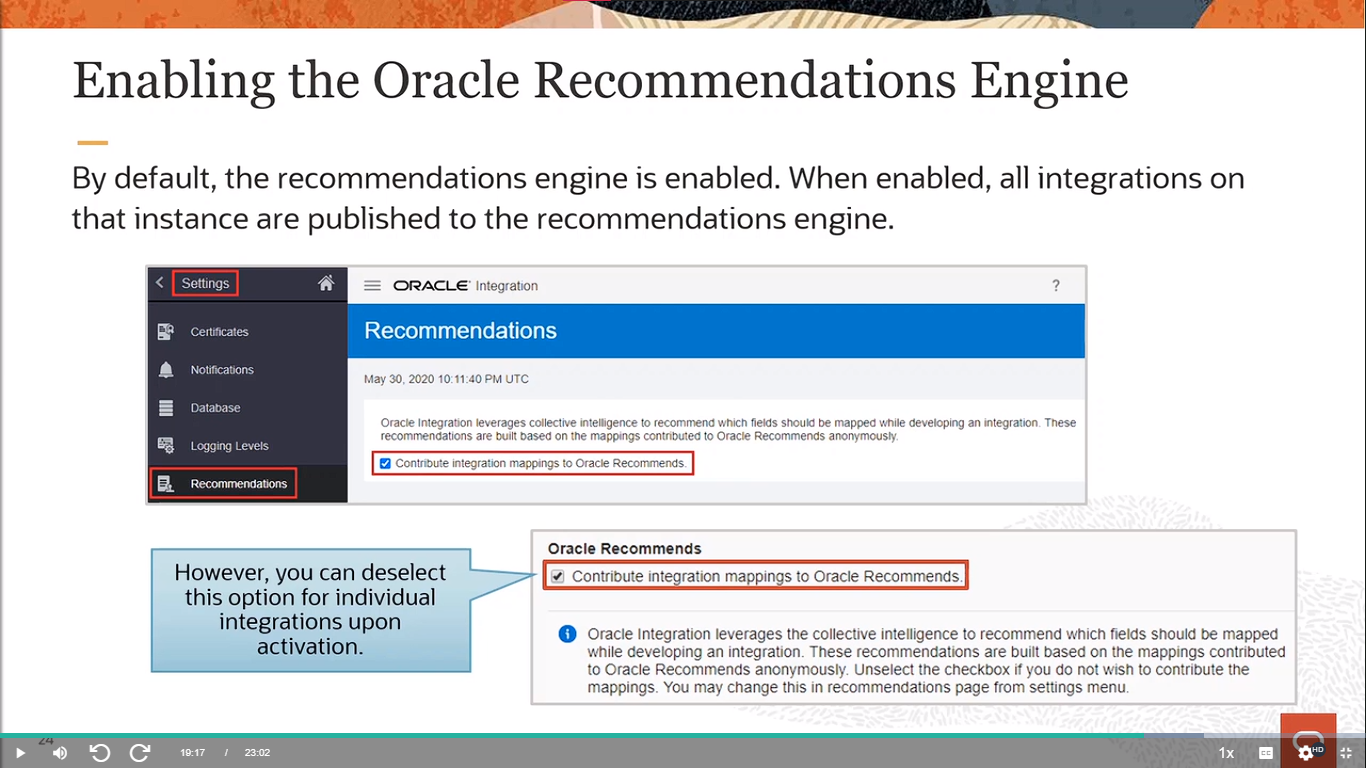 Enabling the Oracle Recommendations Engine
By default, the recommendations engine is enabled. When enabled, all integrations on
that instance are published to the recommendations engine.
Settings
Certificates
Notifications
Database
Logging Levels
Recommendations
ORACLE Integration
?
Recommendations
May 30, 2020 10:11:40 PM UTC
Oracle Integration leverages collective intelligence to recommend which fields should be mapped while developing an integration. These
recommendations are built based on the mappings contributed to Oracle Recommends anonymously.
Contribute integration mappings to Oracle Recommends.
However, you can deselect
this option for individual
integrations upon
activation.
Oracle Recommends
Contribute integration mappings to Oracle Recommends.
Oracle Integration leverages the collective intelligence to recommend which fields should be mapped
while developing an integration. These recommendations are built based on the mappings contributed
to Oracle Recommends anonymously. Unselect the checkbox if you do not wish to contribute the
mappings. You may change this in recommendations page from settings menu.
24
19:17 / 23:02
1x
CC
HD